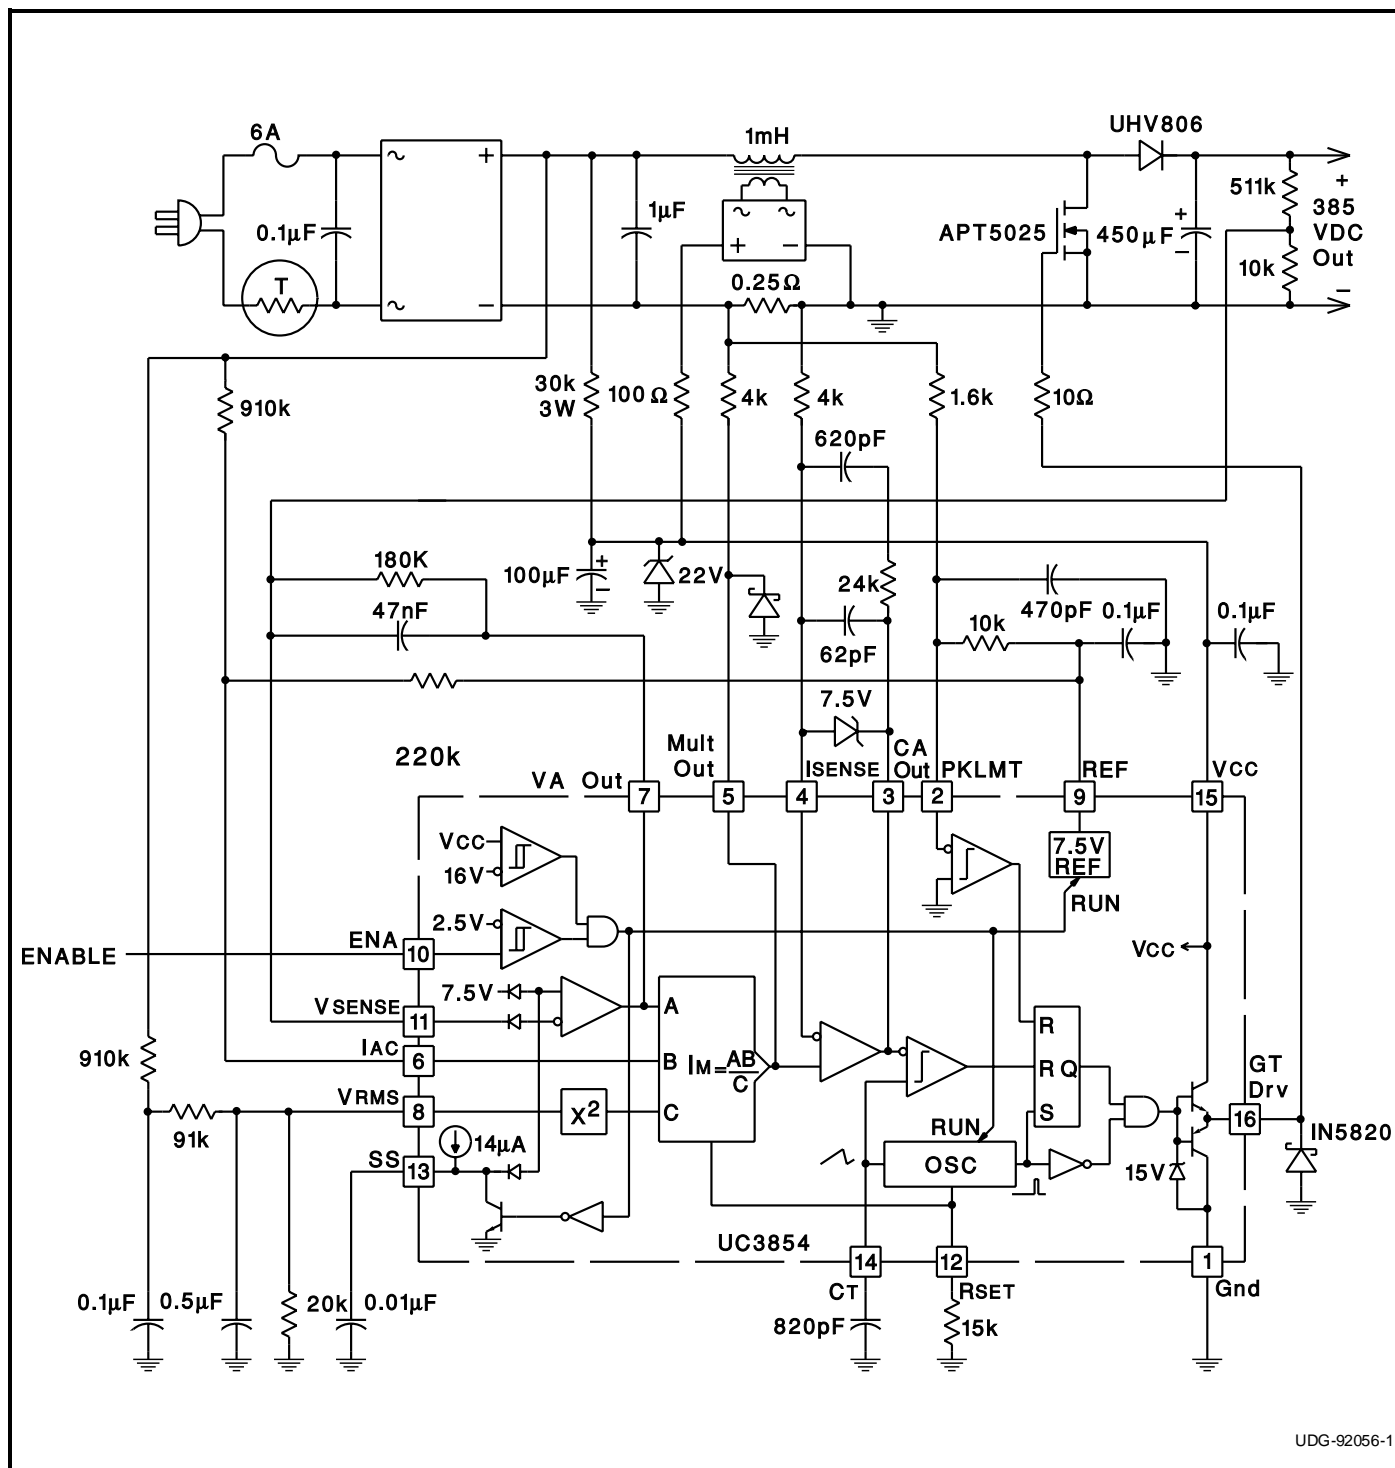 6A
1mH
UHV806
~
+
0.1µF
1µF
~ ~
+ −
APT5025
450µF
+
−
511k
10k
+
385
VDC
Out
−
T
~
−
0.25Ω
910k
30k
3W
100Ω
4k
4k
1.6k
10Ω
620pF
180K
47nF
100µF
+
−
22V
24k
62pF
470pF
0.1µF
0.1µF
10k
7.5V
220k
VA Out
Mult
Out
ISENSE
CA
Out
PKLMT
REF
VCC
7
5
4
3
2
9
15
VCC
16V
2.5V
7.5V
REF
RUN
ENABLE
ENA
10
VCC
7.5V
VSENSE
11
A
910k
IAC
6
B
IM=AB/C
R
R Q
S
GT
Drv
VRMS
8
X2
C
16
91k
RUN
OSC
IN5820
SS
13
14µA
15V
UC3854
14
12
1
CT
RSET
Gnd
0.1µF
0.5µF
20k
0.01µF
820pF
15k
UDG-92056-1